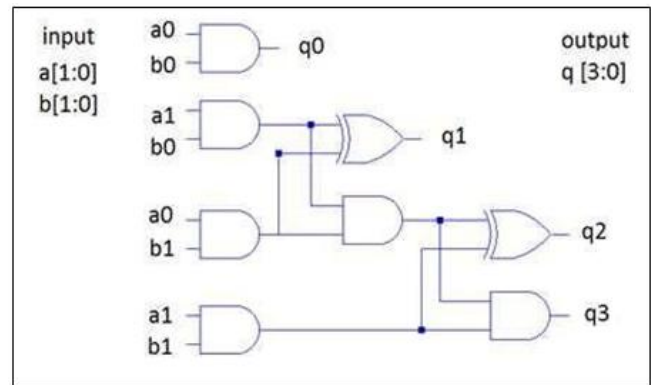 input
a[1:0]
b[1:0]
output
q [3:0]
a0
b0
q0
a1
b0
q1
a0
b1
q2
a1
b1
q3